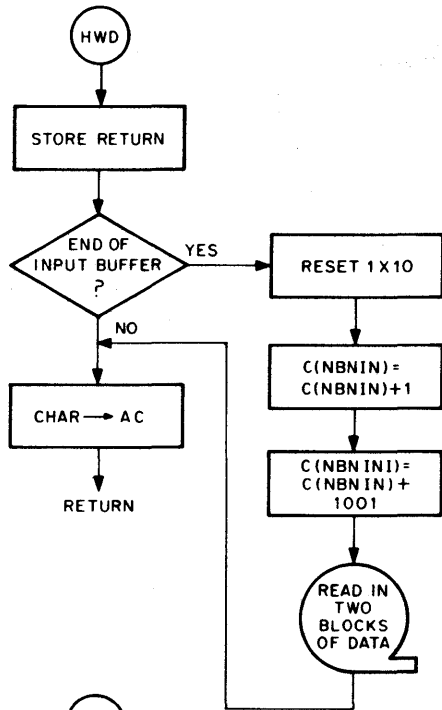 HWD
STORE RETURN
END OF
INPUT BUFFER
?
YES
NO
CHAR → AC
RETURN
RESET 1X10
C(NBNIN)=
C(NBNIN)+1
C(NBNINI)=
C(NBNIN)+
1001
READ IN
TWO
BLOCKS
OF DATA